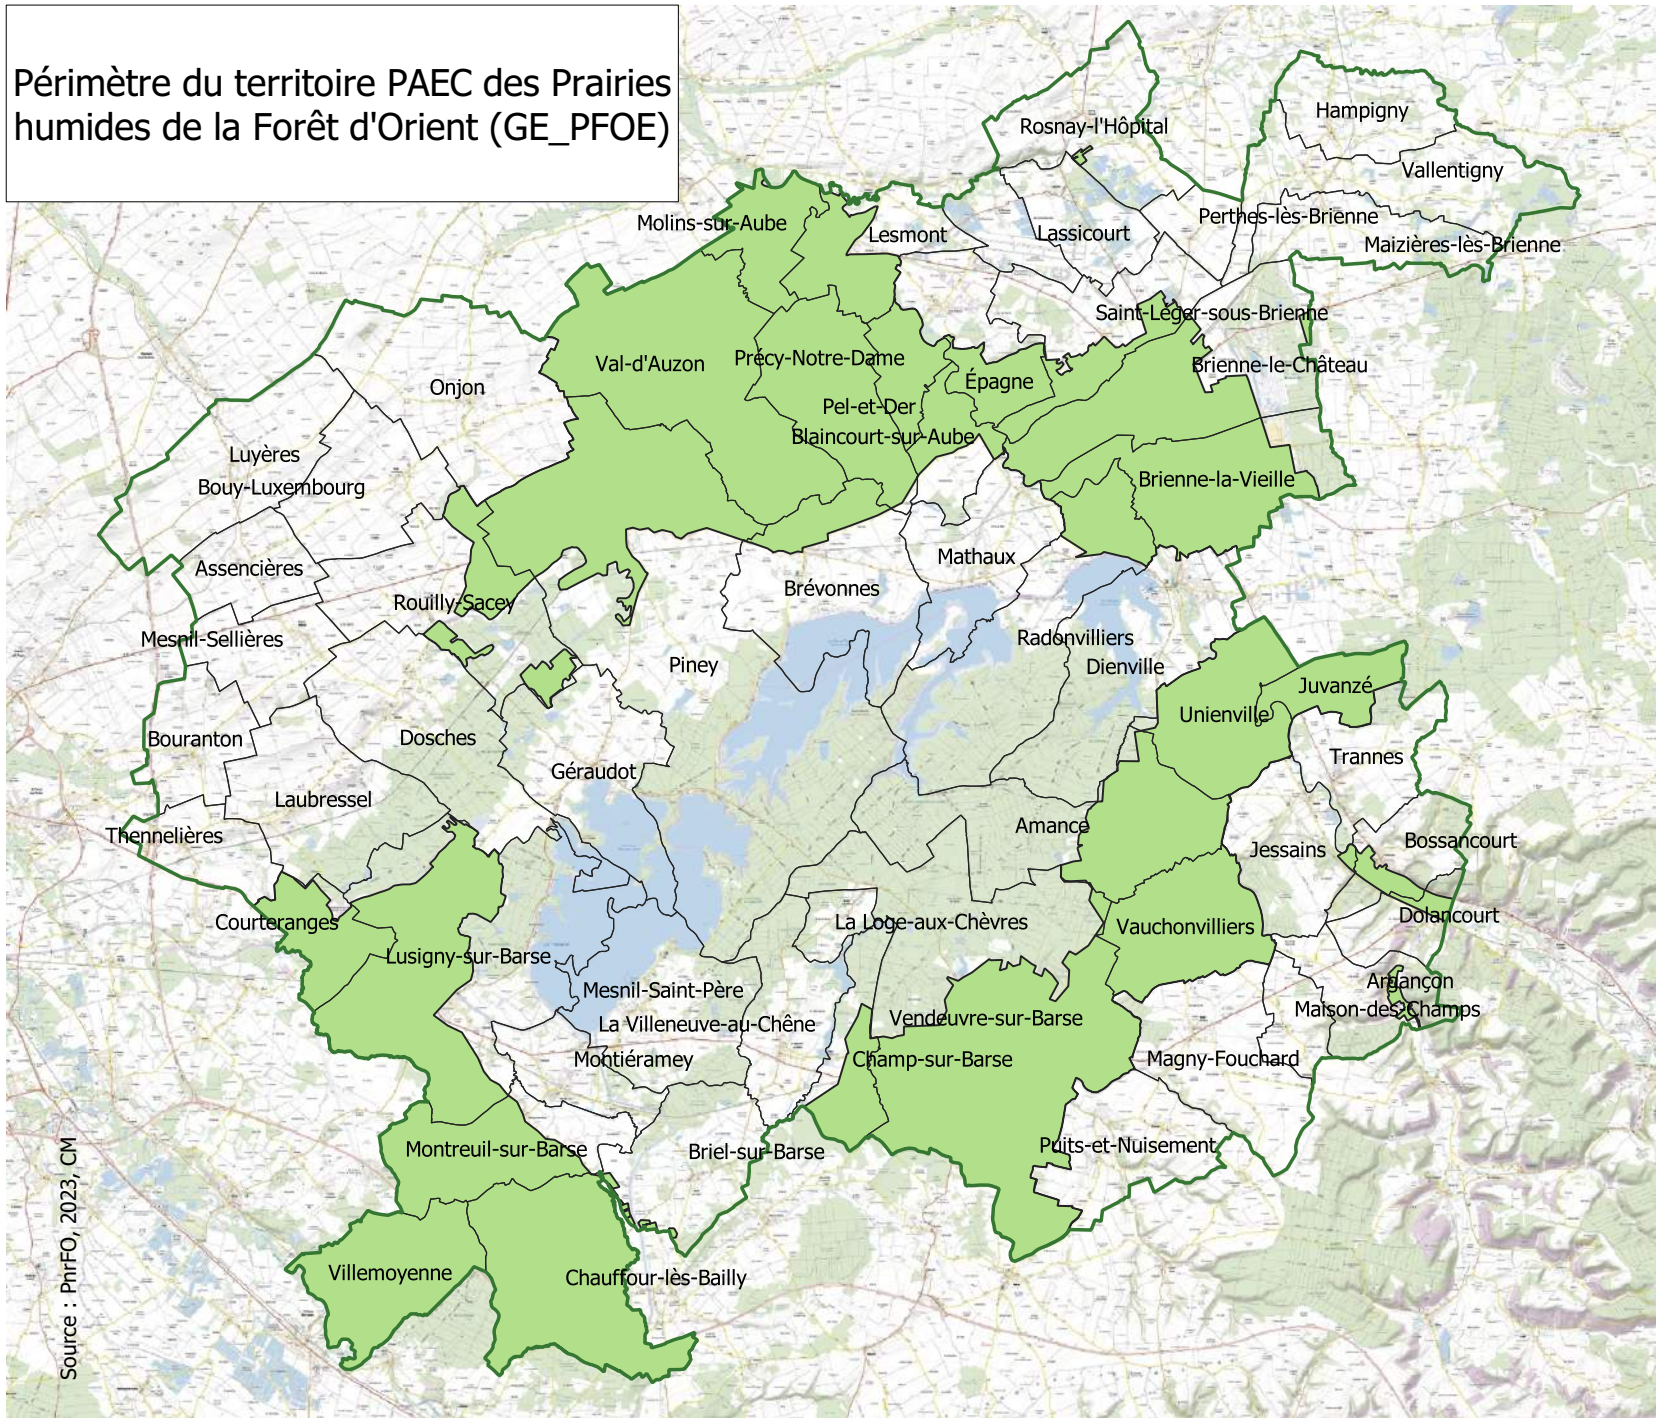 Périmètre du territoire PAEC des Prairies
humides de la Forêt d'Orient (GE_PFOE)
Hampigny
Rosnay-l'Hôpital
Vallentigny
Perthes-lès-Brienne
Molins-sur-Aube
Lesmont
Lassicourt
Maizières-lès-Brienne
Saint-Léger-sous-Brienne
Val-d'Auzon
Précy-Notre-Dame
Brienne-le-Château
Épagne
Onjon
Pel-et-Der
Blaincourt-sur-Aube
Luyères
Brienne-la-Vieille
Bouy-Luxembourg
Mathaux
Assencières
Brévonnes
Rouilly-Sacey
Mesnil-Sellières
Radonvilliers
Piney
Dienville
Juvanzé
Unienville
Bouranton
Dosches
Trannes
Géraudot
Laubressel
Amance
Thennelières
Bossancourt
Jessains
Dolancourt
Courteranges
La Loge-aux-Chèvres
Vauchonvilliers
Lusigny-sur-Barse
Argançon
Mesnil-Saint-Père
Maison-des-Champs
Vendeuvre-sur-Barse
La Villeneuve-au-Chêne
Montiéramey
Champ-sur-Barse
Magny-Fouchard
Puits-et-Nuisement
Montreuil-sur-Barse
Briel-sur-Barse
Villemoyenne
Chauffour-lès-Bailly
Source : PnrFO, 2023, CM